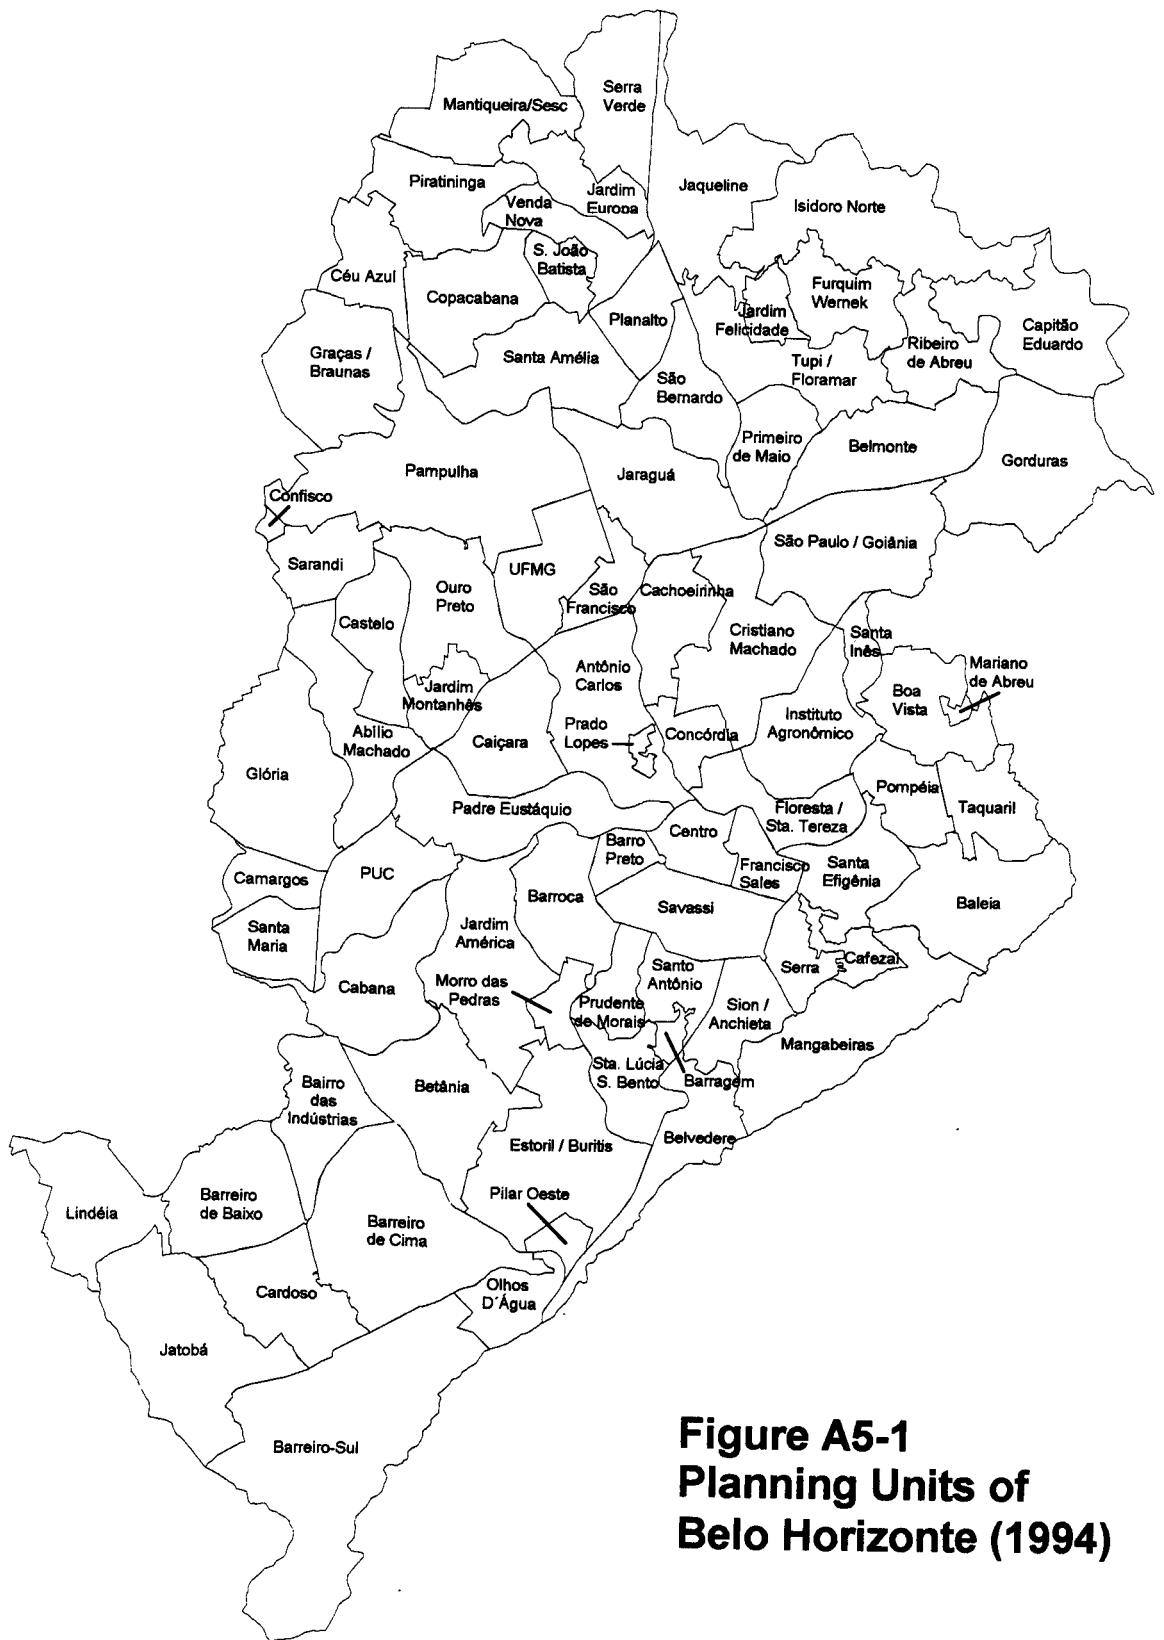 Serra
Verde
Mantiqueira/Sesc
Piratininga
Jardim
Europa
Jaqueline
Venda
Nova
Isidoro Norte
S. João
Batista
Céu Azul
Copacabana
Furquim
Wernek
Jardim
Felicidade
Planalto
Capitão
Eduardo
Graças /
Braunas
Santa Amélia
Ribeiro
de Abreu
Tupi /
Floramar
São
Bernardo
Primeiro
de Maio
Belmonte
Gorduras
Pampulha
Jaraguá
Confisco
São Paulo / Goiânia
Sarandi
UFMG
Ouro
Preto
São
Francisco
Cachoeirinha
Castelo
Cristiano
Machado
Santa
Inês
Mariano
de Abreu
Antônio
Carlos
Jardim
Montanhês
Boa
Vista
Prado
Lopes
Concórdia
Instituto
Agronômico
Abílio
Machado
Caiçara
Glória
Pompéia
Taquaril
Padre Eustáquio
Floresta /
Sta. Tereza
Centro
Barro
Preto
Francisco
Sales
Santa
Efigênia
Camargos
PUC
Barroca
Savassi
Baleia
Santa
Maria
Jardim
América
Cafezal
Serra
Santo
Antônio
Cabana
Morro das
Pedras
Prudente
de Morais
Sion /
Anchieta
Mangabeiras
Sta. Lúcia
S. Bento
Barragem
Bairro
das
Indústrias
Betânia
Belvedere
Estoril / Buritis
Lindéia
Barreiro
de Baixo
Pilar Oeste
Barreiro
de Cima
Cardoso
Olhos
D´Água
Jatobá
Barreiro-Sul
Figure A5-1
Planning Units of
Belo Horizonte (1994)